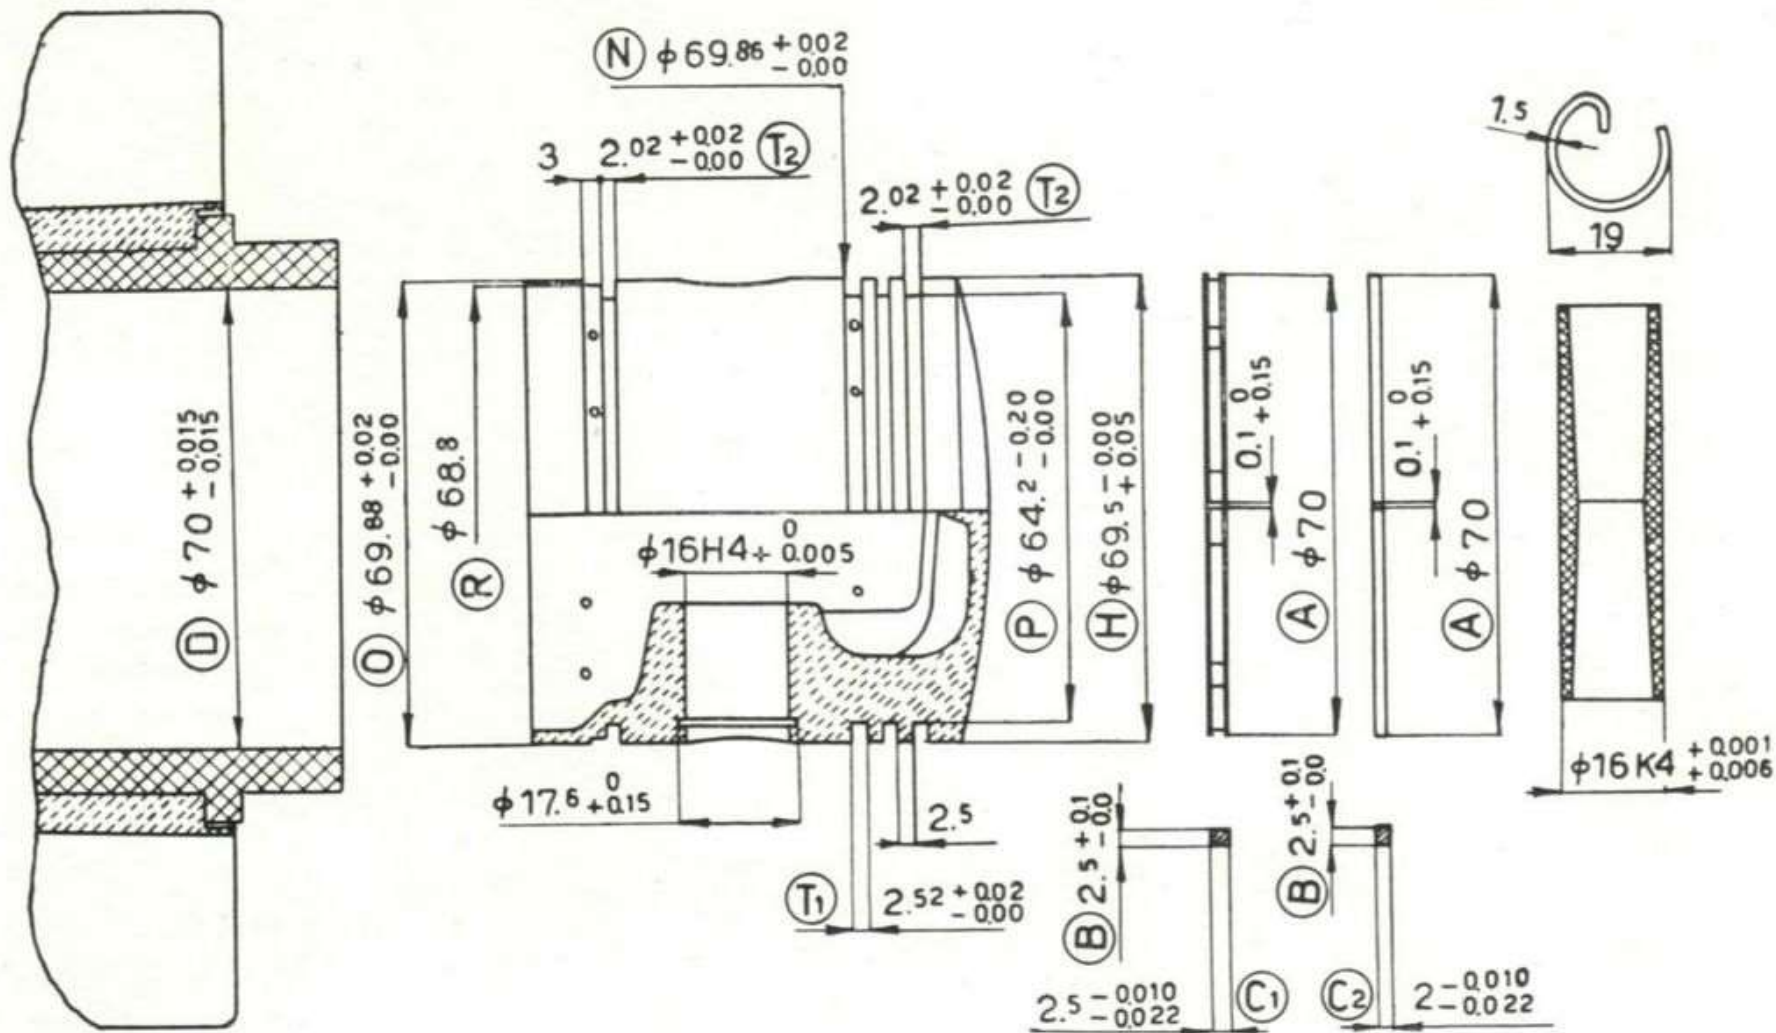 N ϕ69.86 + 0.02 - 0.00
3
2.02 + 0.02 - 0.00 T2
2.02 + 0.02 - 0.00 T2
1.5
19
D ϕ70 + 0.015 - 0.015
O ϕ69.88 + 0.02 - 0.00
R ϕ68.8
ϕ16H4 + 0 0.005
P ϕ64.2 - 0.20 - 0.00
H ϕ69.5 - 0.00 + 0.05
0.1 0 + 0.15
A ϕ70
0.1 0 + 0.15
A ϕ70
ϕ16K4 + 0.001 + 0.006
ϕ17.6 0 + 0.15
2.5
T1 2.52 + 0.02 - 0.00
B 2.5 + 0.1 - 0.0
B 2.5 + 0.1 - 0.0
2.5 - 0.010 - 0.022 C1
C2 2 - 0.010 - 0.022